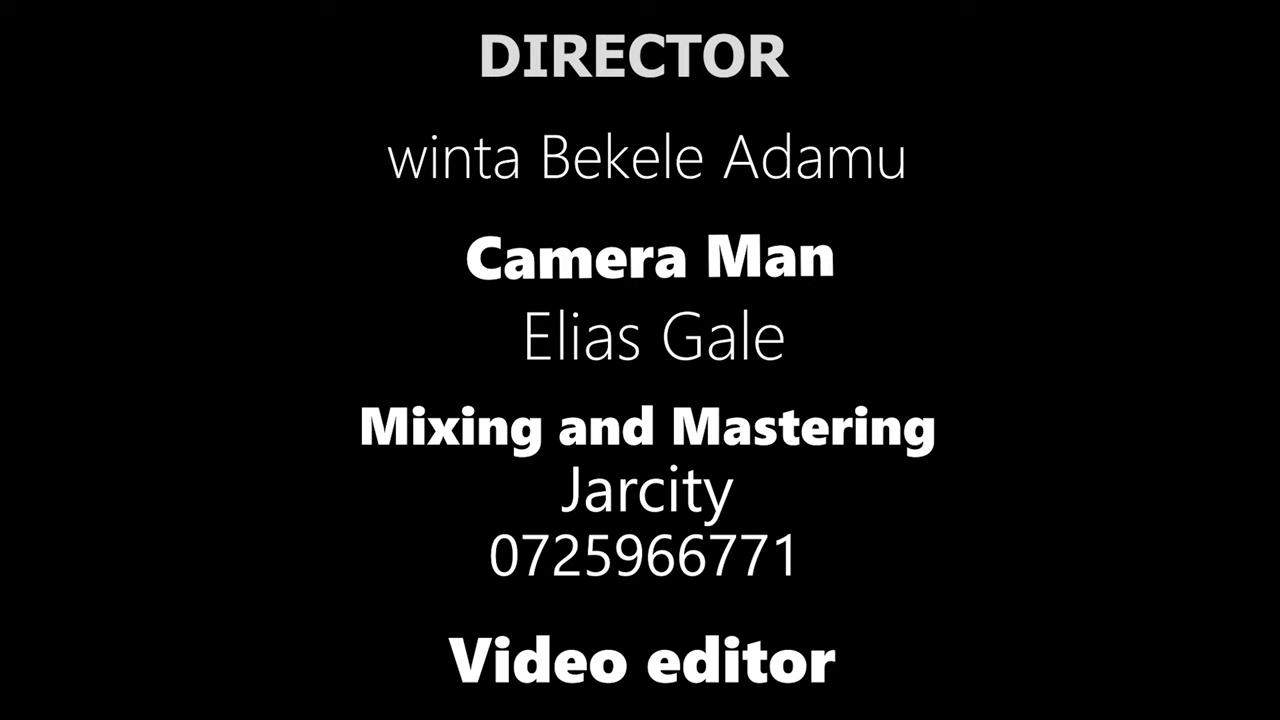 DIRECTOR
winta Bekele Adamu
Camera Man
Elias Gale
Mixing and Mastering
Jarcity
0725966771
Video editor